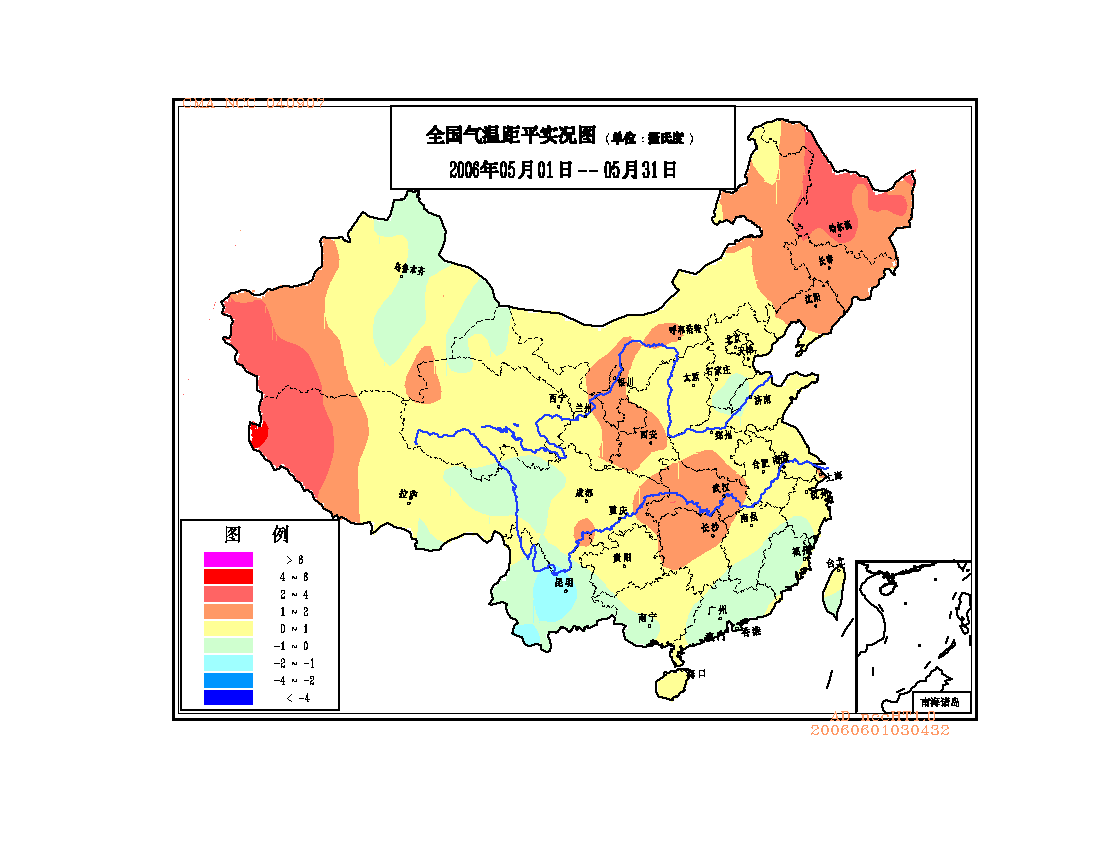 CMA NCC 040902
全国气温距平实况图 (单位:摄氏度)
2006年05月01日 -- 05月31日
哈尔滨
长春
乌鲁木齐
沈阳
呼和浩特
北京
天津
银川
太原
石家庄
西宁
济南
兰州
西安
郑州
合肥
南京
上海
拉萨
成都
武汉
杭州
重庆
长沙
南昌
贵阳
福州
昆明
台北
南宁
广州
澳门
香港
海口
图 例
> 6
4 ~ 6
2 ~ 4
1 ~ 2
0 ~ 1
-1 ~ 0
-2 ~ -1
-4 ~ -2
< -4
南海诸岛
20060601030432